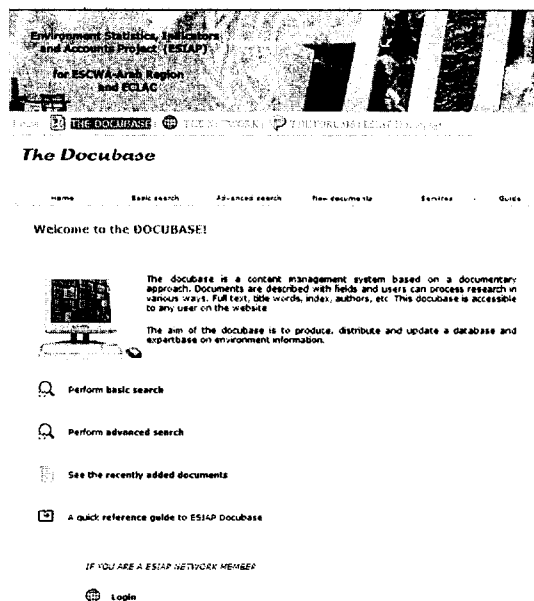 Environment Statistics, Indicators
and Accounts Project (ESIAP)
for ESCWA-Arab Region
and ECLAC
THE DOCUBASE THE NETWORK
The Docubase
Home Basic search Advanced search New documents Services Guide
Welcome to the DOCUBASE!
The docubase is a content management system based on a documentary
approach. Documents are described with fields and users can process research in
various ways. Full text, title words, index, authors, etc. This docubase is accessible
to any user on the website
The aim of the docubase is to produce, distribute and update a database and
expertbase on environment information.
Perform basic search
Perform advanced search
See the recently added documents
A quick reference guide to ESIAP Docubase
IF YOU ARE A ESIAP NETWORK MEMBER
Login